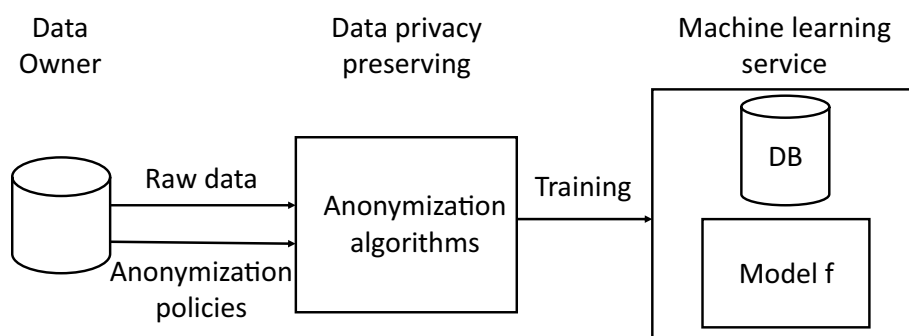 Data
Owner
Data privacy
preserving
Machine learning
service
Raw data
Anonymization
policies
Anonymization
algorithms
Training
DB
Model f